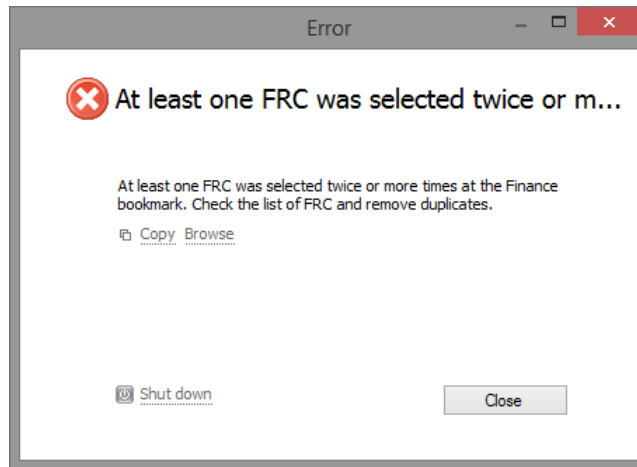 Error
At least one FRC was selected twice or m...
At least one FRC was selected twice or more times at the Finance
bookmark. Check the list of FRC and remove duplicates.
Copy Browse
Shut down
Close